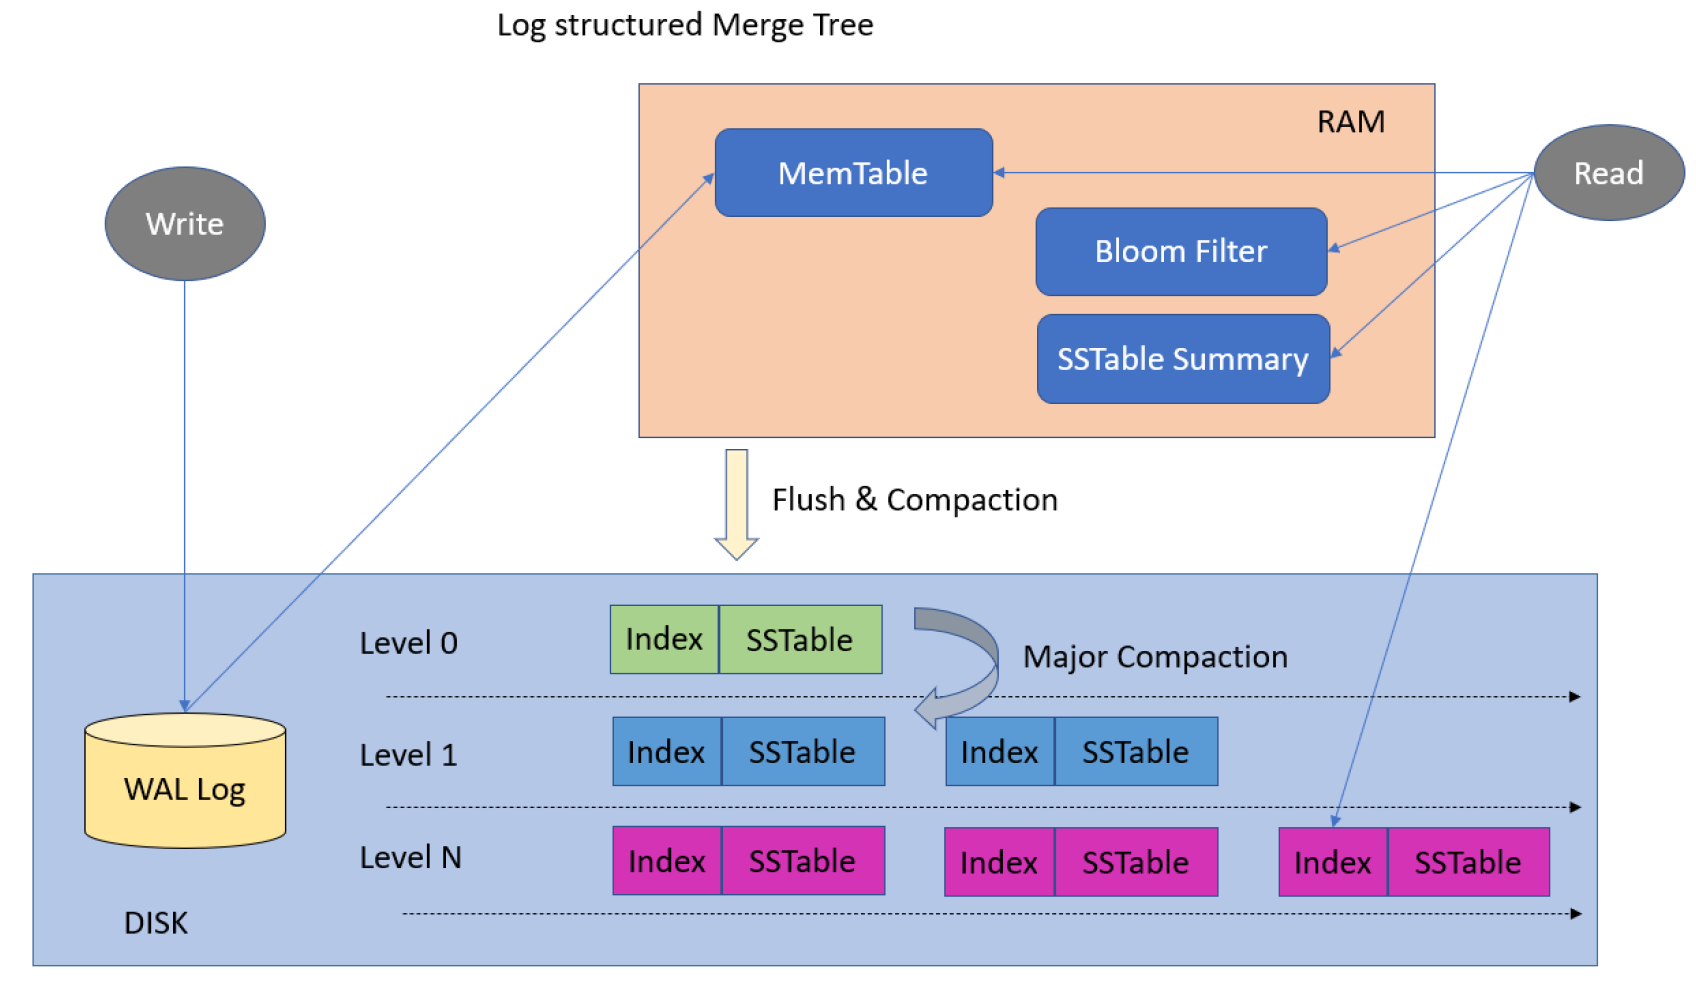 Log structured Merge Tree
RAM
MemTable
Read
Write
Bloom Filter
SSTable Summary
Flush & Compaction
Level 0
Index
SSTable
Major Compaction
Level 1
Index
SSTable
Index
SSTable
WAL Log
Level N
Index
SSTable
Index
SSTable
Index
SSTable
DISK